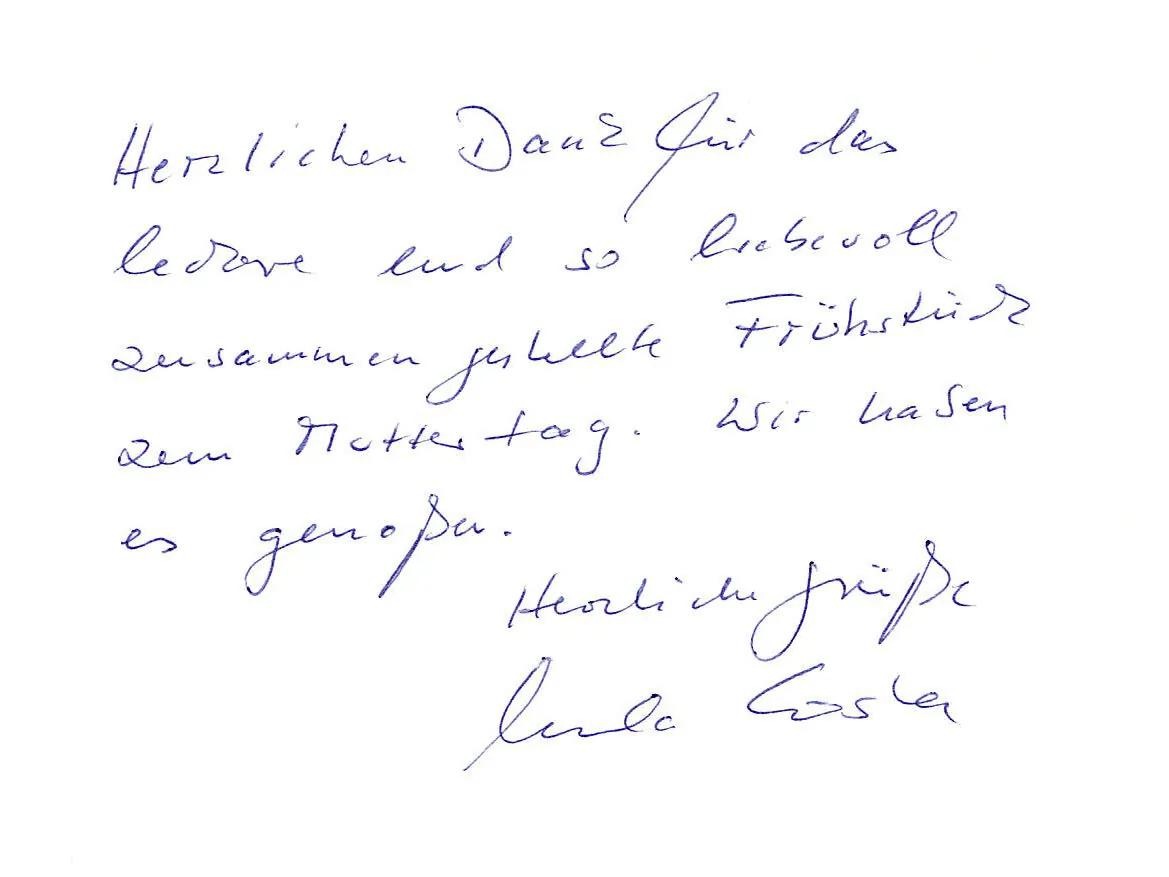 Herzlichen Dank für das
leckere und so liebevoll
zusammen gestellte Frühstück
zum Muttertag. Wir haben
es genoßen.
Herzliche Grüße